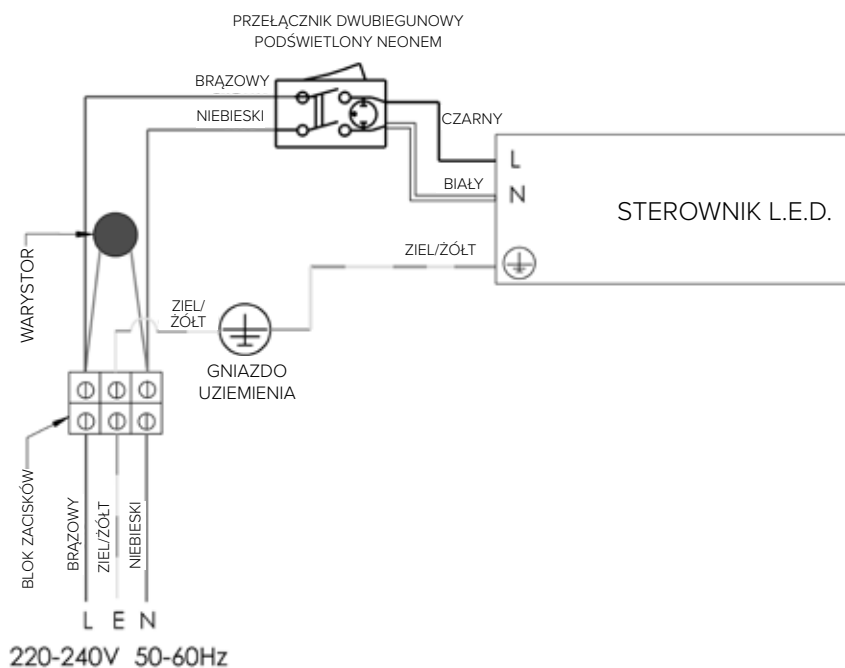 PRZEŁĄCZNIK DWUBIEGUNOWY
PODŚWIETLONY NEONEM
BRĄZOWY
NIEBIESKI
CZARNY
L
BIAŁY
N
STEROWNIK L.E.D.
WARYSTOR
ZIEL/ŻÓŁT
ZIEL/
ŻÓŁT
GNIAZDO
UZIEMIENIA
BLOK ZACISKÓW
BRĄZOWY
ZIEL/ŻÓŁT
NIEBIESKI
L E N
220-240V 50-60Hz